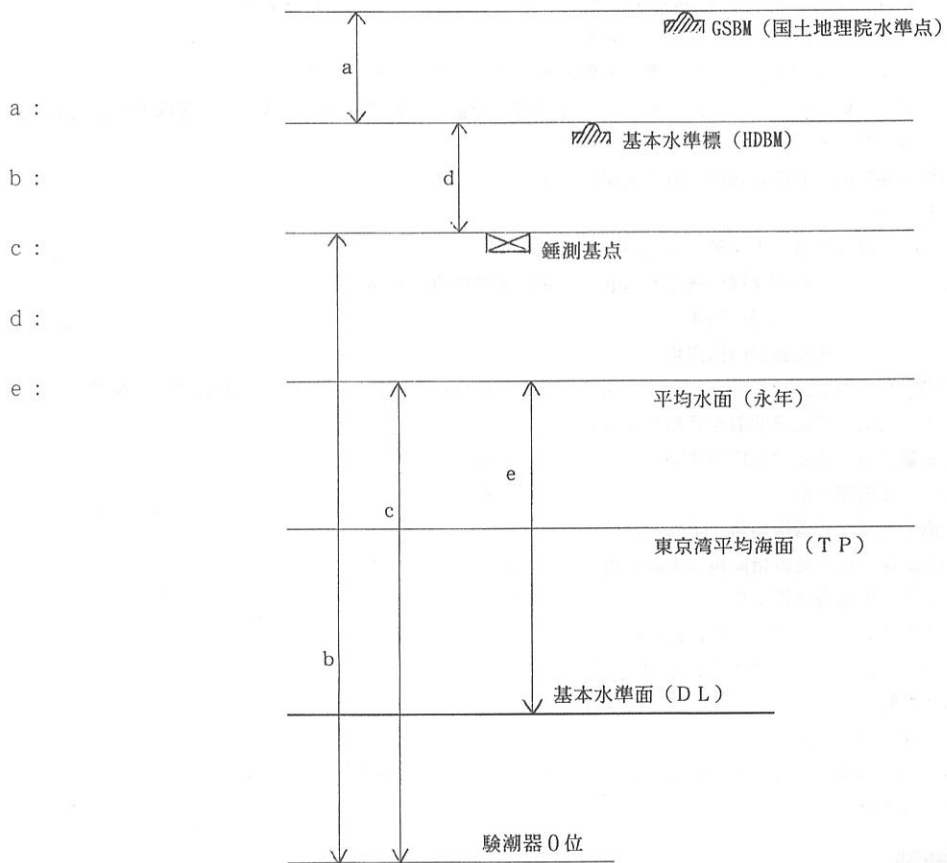 GSBM（国土地理院水準点）
a
a :
基本水準標（HDBM）
b :
d
c :
錘測基点
d :
e :
平均水面（永年）
e
c
東京湾平均海面（ＴＰ）
b
基本水準面（ＤＬ）
験潮器０位